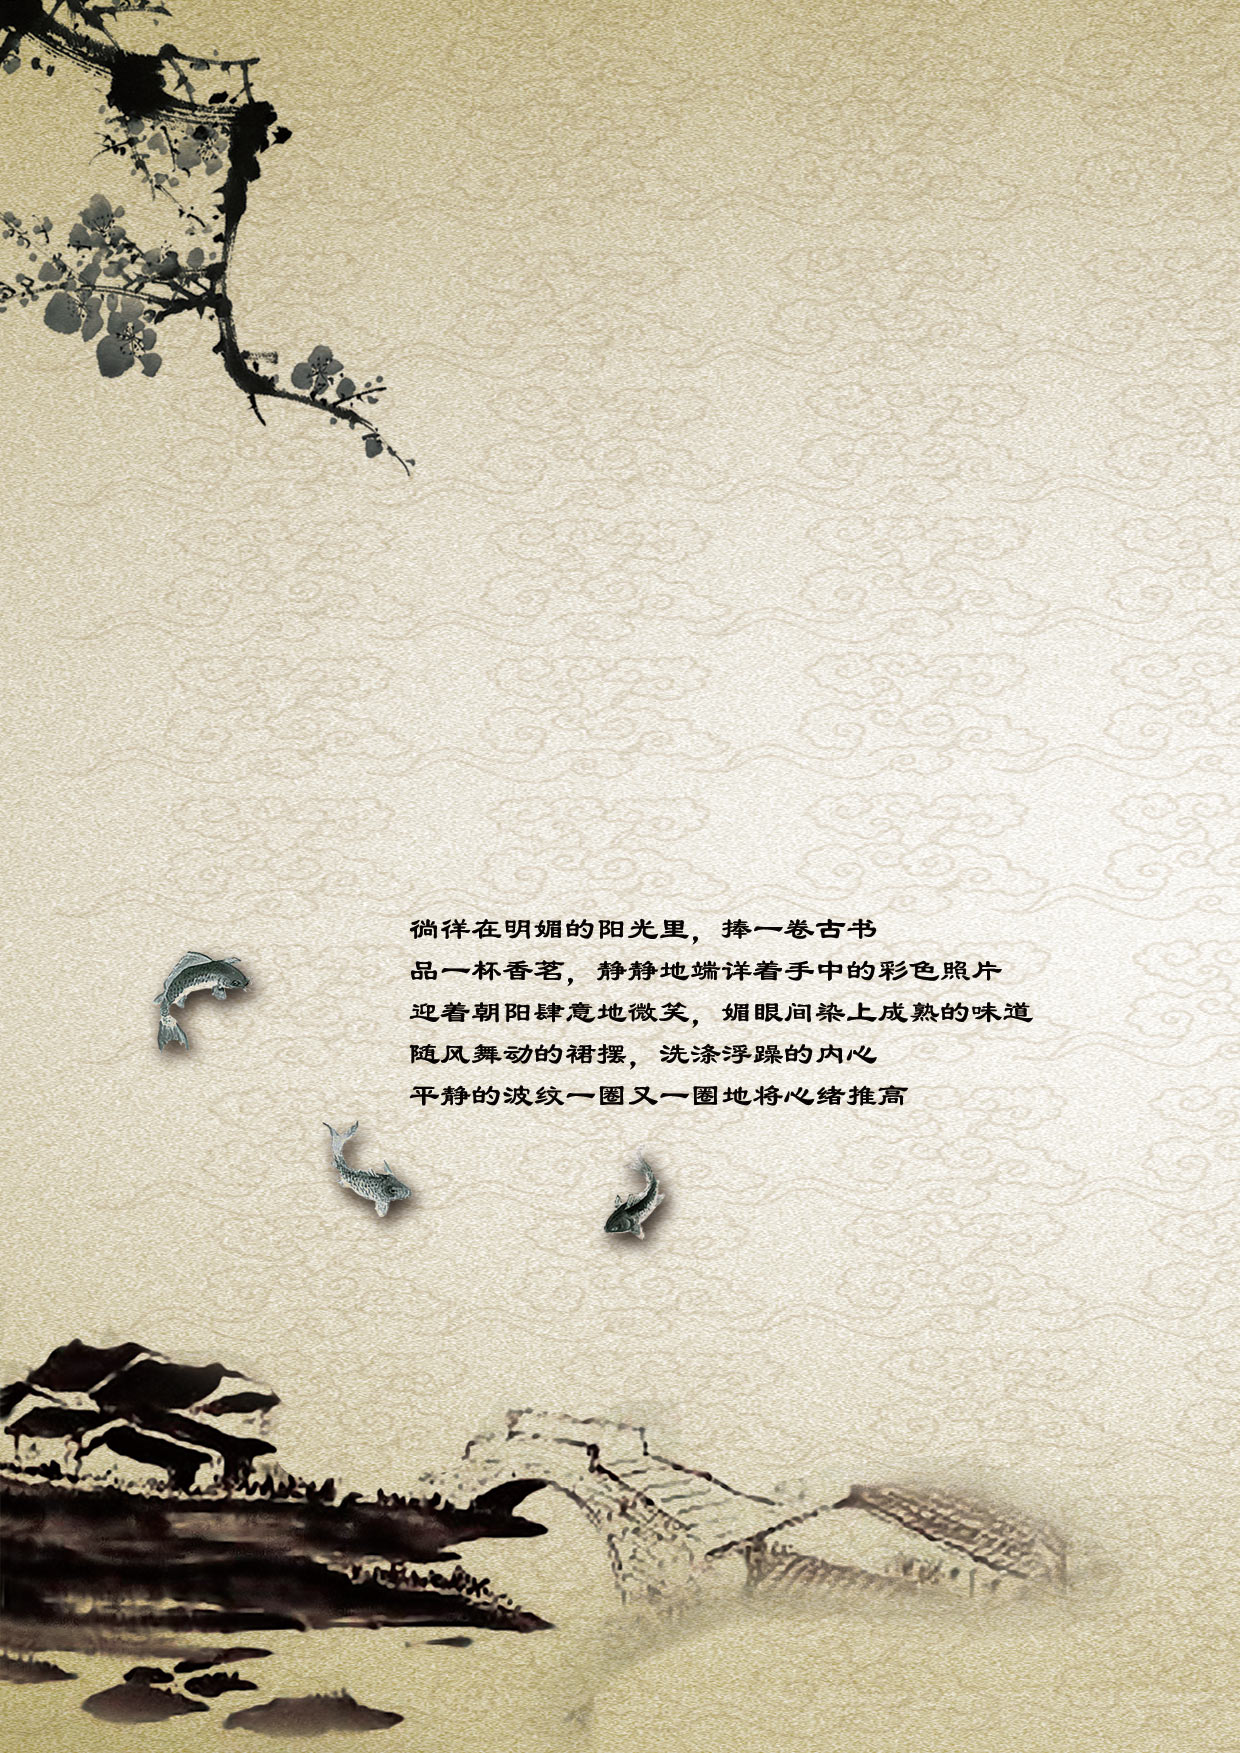 徜徉在明媚的阳光里，捧一卷古书
品一杯香茗，静静地端详着手中的彩色照片
迎着朝阳肆意地微笑，媚眼间染上成熟的味道
随风舞动的裙摆，洗涤浮躁的内心
平静的波纹一圈又一圈地将心绪推高